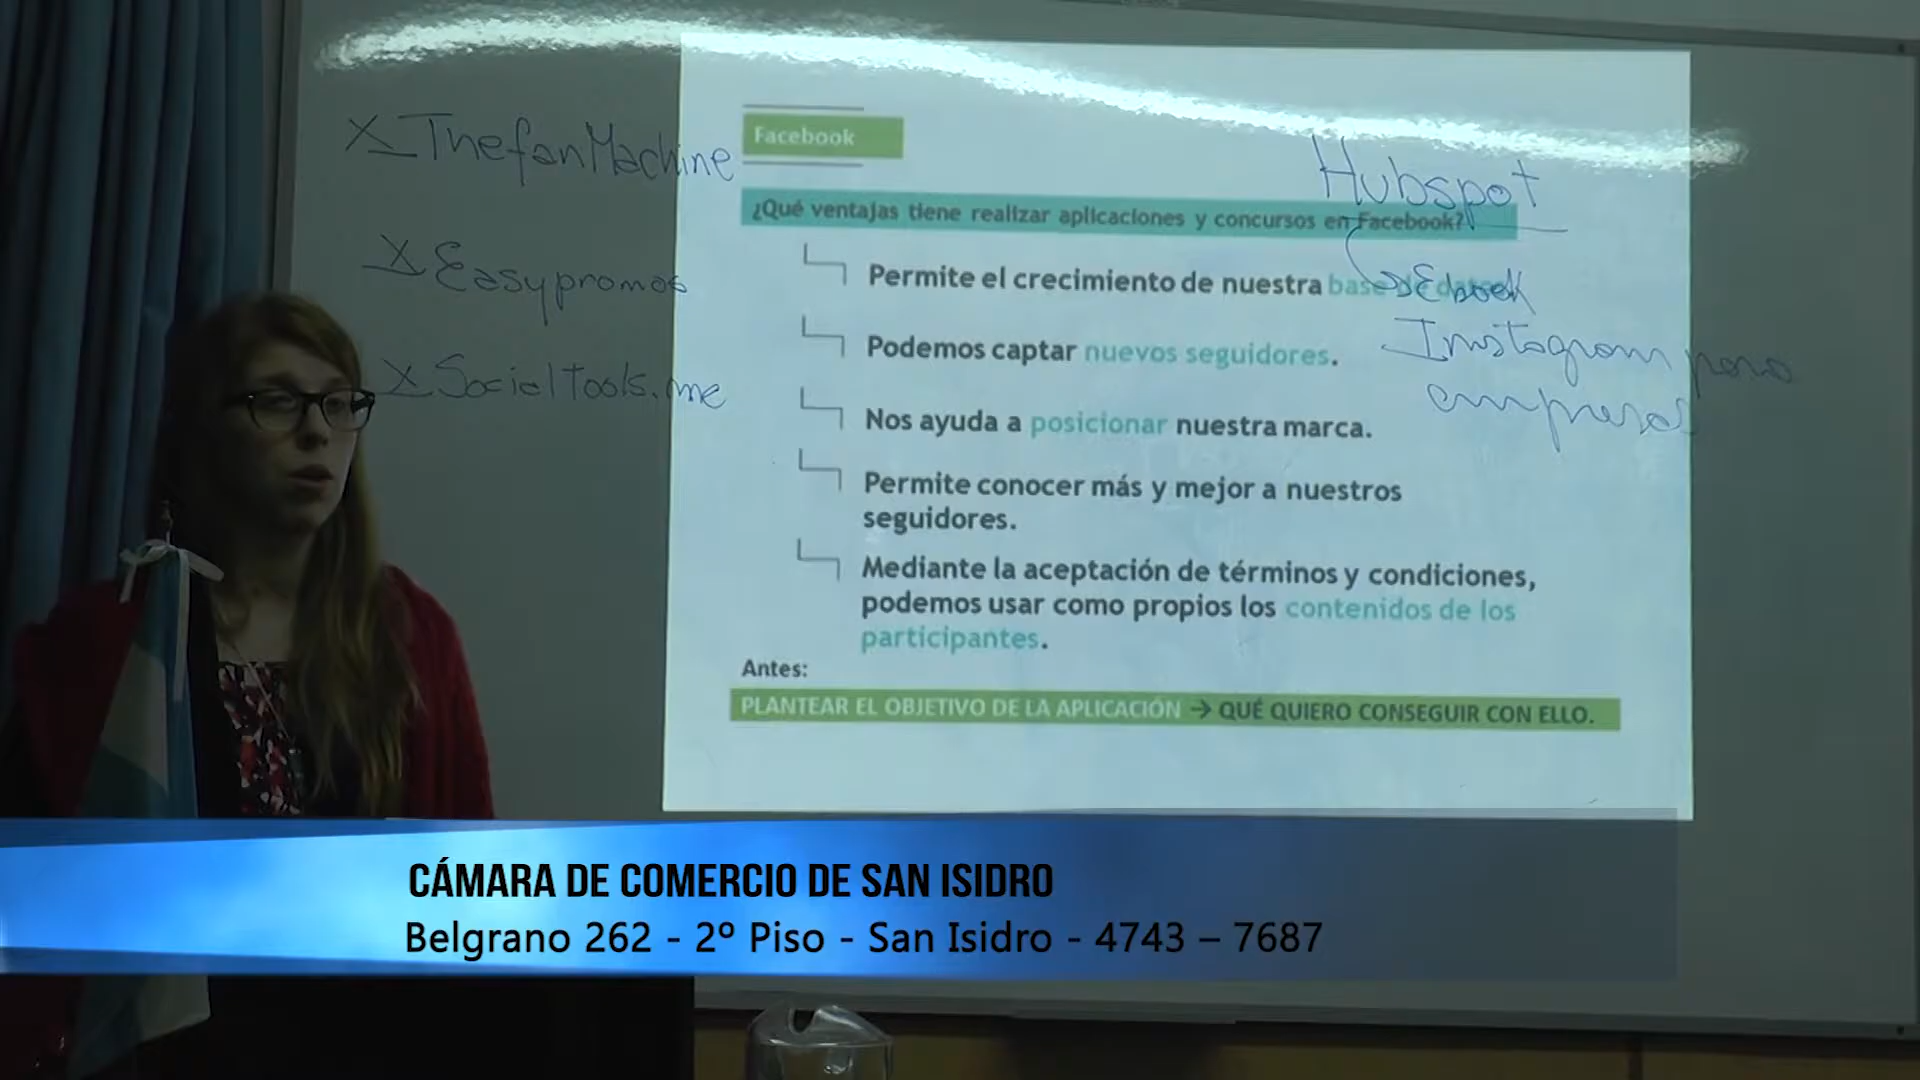 X ThefanMachine
X Easypromos
X Socialtools.me
Facebook
¿Qué ventajas tiene realizar aplicaciones y concursos en Facebook?
Permite el crecimiento de nuestra base de datos
Podemos captar nuevos seguidores.
Nos ayuda a posicionar nuestra marca.
Permite conocer más y mejor a nuestros
seguidores.
Mediante la aceptación de términos y condiciones,
podemos usar como propios los contenidos de los
participantes.
Antes:
PLANTEAR EL OBJETIVO DE LA APLICACIÓN → QUÉ QUIERO CONSEGUIR CON ELLO.
Hubspot
Ebook
Instagram para
empresas
CÁMARA DE COMERCIO DE SAN ISIDRO
Belgrano 262 - 2º Piso - San Isidro - 4743 – 7687